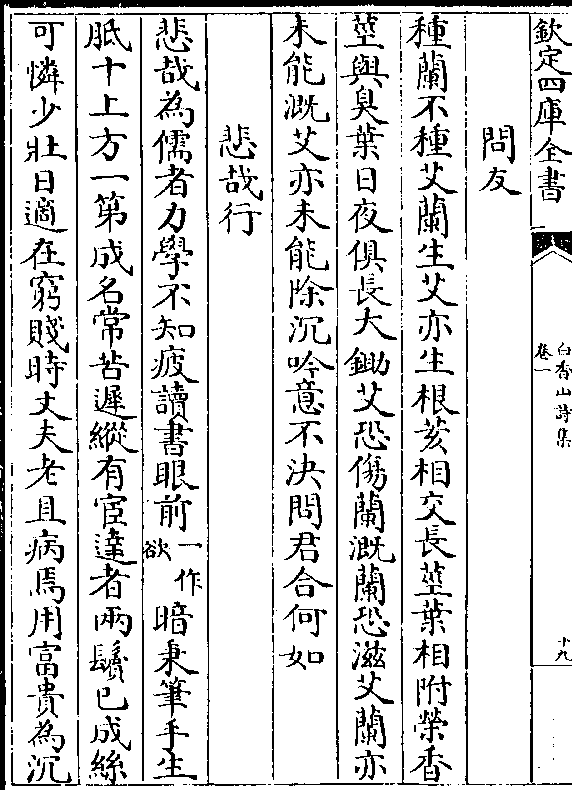 欽定四庫全書
白香山詩集
卷一
十九
問友
種蘭不種艾蘭生艾亦生根荄相交長莖葉相附榮香
莖與臭葉日夜俱長大鋤艾恐傷蘭溉蘭恐滋艾蘭亦
未能溉艾亦未能除沉吟意不決問君合何如
悲哉行
悲哉為儒者力學不知疲讀書眼前一作欲暗秉筆手生
胝十上方一第成名常苦遲縱有宦達者兩鬢已成絲
可憐少壯日適在窮賤時丈夫老且病焉用富貴為沉